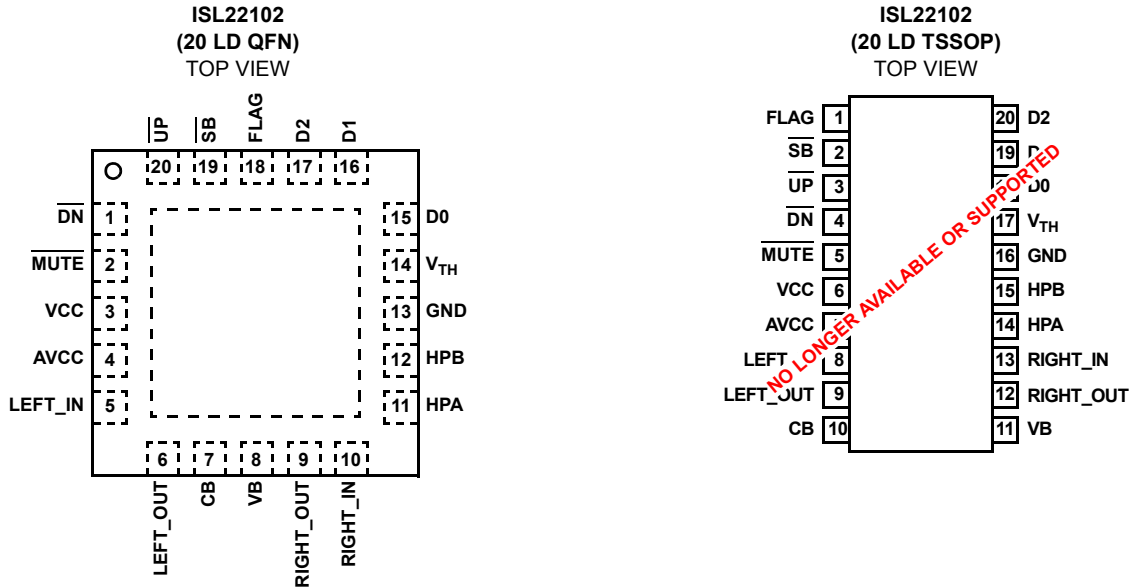 ISL22102
(20 LD QFN)
TOP VIEW
UP
SB
FLAG
D2
D1
20 19 18 17 16
DN 1
MUTE 2
VCC 3
AVCC 4
LEFT_IN 5
15 D0
14 VTH
13 GND
12 HPB
11 HPA
6 7 8 9 10
LEFT_OUT
CB
VB
RIGHT_OUT
RIGHT_IN
ISL22102
(20 LD TSSOP)
TOP VIEW
FLAG 1
SB 2
UP 3
DN 4
MUTE 5
VCC 6
AVCC
LEFT 8
LEFT_OUT 9
CB 10
20 D2
19
D0
17 VTH
16 GND
15 HPB
14 HPA
13 RIGHT_IN
12 RIGHT_OUT
11 VB
NO LONGER AVAILABLE OR SUPPORTED